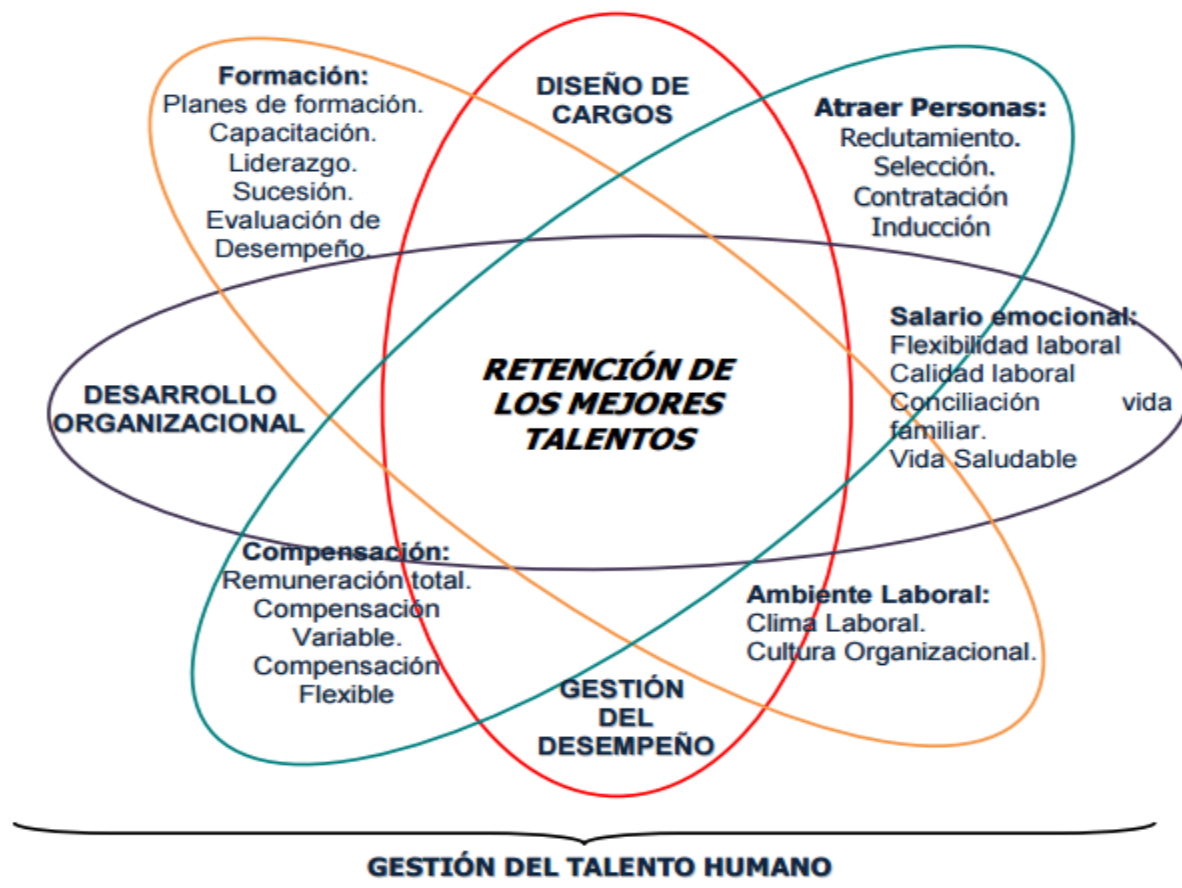 Formación:
Planes de formación.
Capacitación.
Liderazgo.
Sucesión.
Evaluación de
Desempeño.
DISEÑO DE
CARGOS
Atraer Personas:
Reclutamiento.
Selección.
Contratación
Inducción
DESARROLLO
ORGANIZACIONAL
RETENCIÓN DE
LOS MEJORES
TALENTOS
Salario emocional:
Flexibilidad laboral
Calidad laboral
Conciliación vida
familiar.
Vida Saludable
Compensación:
Remuneración total.
Compensación
Variable.
Compensación
Flexible
GESTIÓN
DEL
DESEMPEÑO
Ambiente Laboral:
Clima Laboral.
Cultura Organizacional.
GESTIÓN DEL TALENTO HUMANO